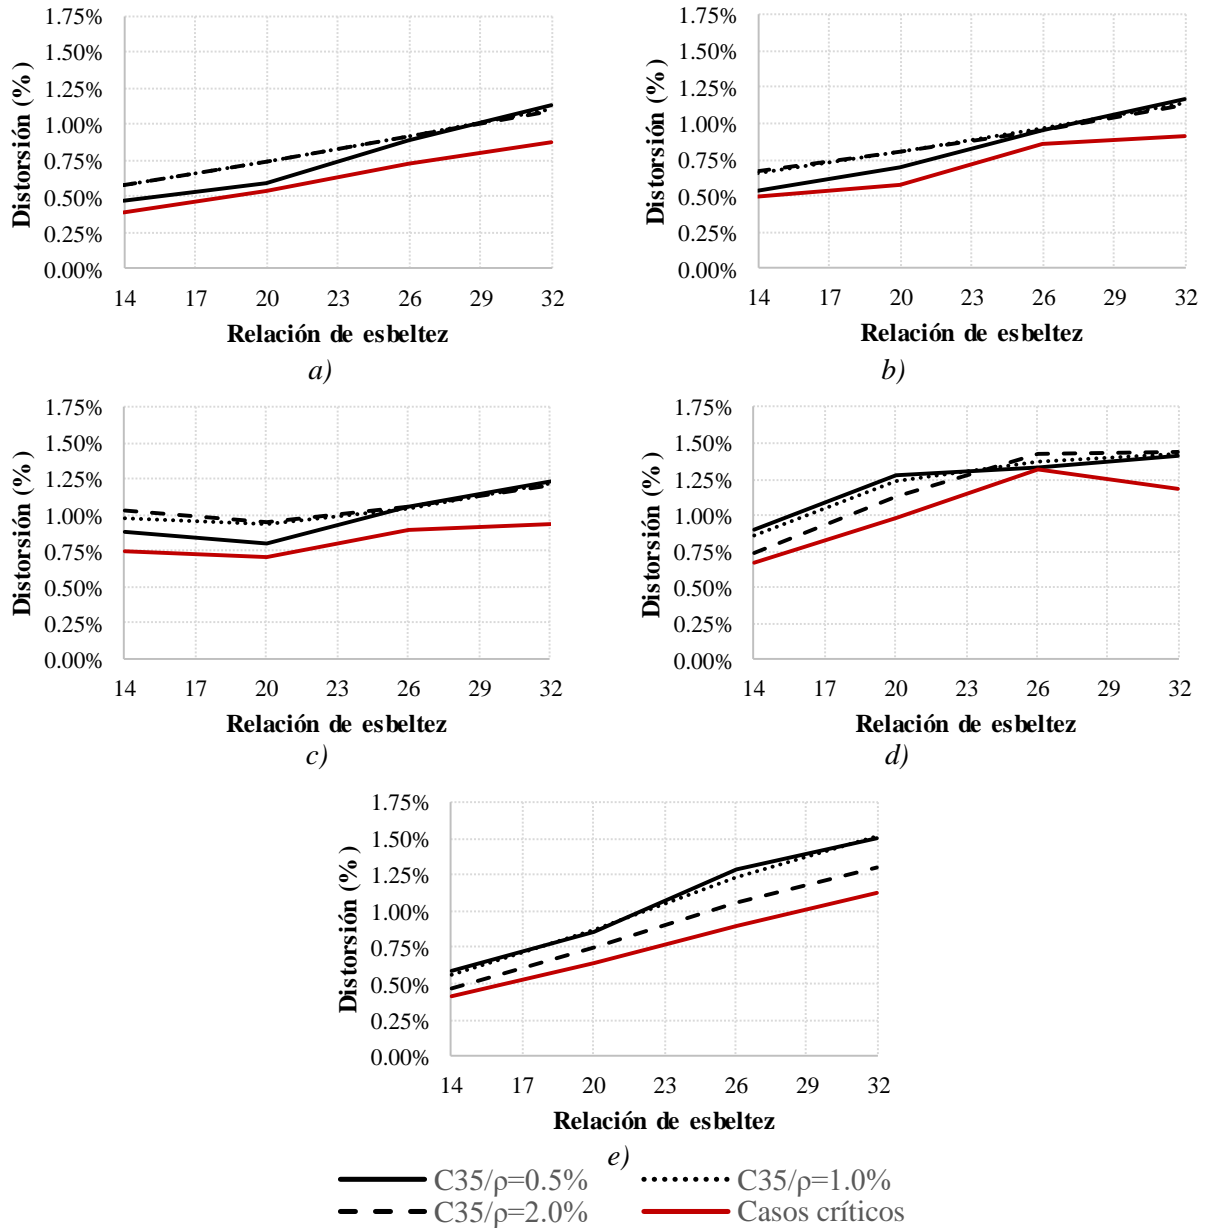 1.75%
1.50%
1.25%
1.00%
0.75%
0.50%
0.25%
0.00%
Distorsión (%)
14 17 20 23 26 29 32
Relación de esbeltez
a)
1.75%
1.50%
1.25%
1.00%
0.75%
0.50%
0.25%
0.00%
Distorsión (%)
14 17 20 23 26 29 32
Relación de esbeltez
b)
1.75%
1.50%
1.25%
1.00%
0.75%
0.50%
0.25%
0.00%
Distorsión (%)
14 17 20 23 26 29 32
Relación de esbeltez
c)
1.75%
1.50%
1.25%
1.00%
0.75%
0.50%
0.25%
0.00%
Distorsión (%)
14 17 20 23 26 29 32
Relación de esbeltez
d)
1.75%
1.50%
1.25%
1.00%
0.75%
0.50%
0.25%
0.00%
Distorsión (%)
14 17 20 23 26 29 32
Relación de esbeltez
e)
C35/ρ=0.5% C35/ρ=1.0%
C35/ρ=2.0% Casos críticos